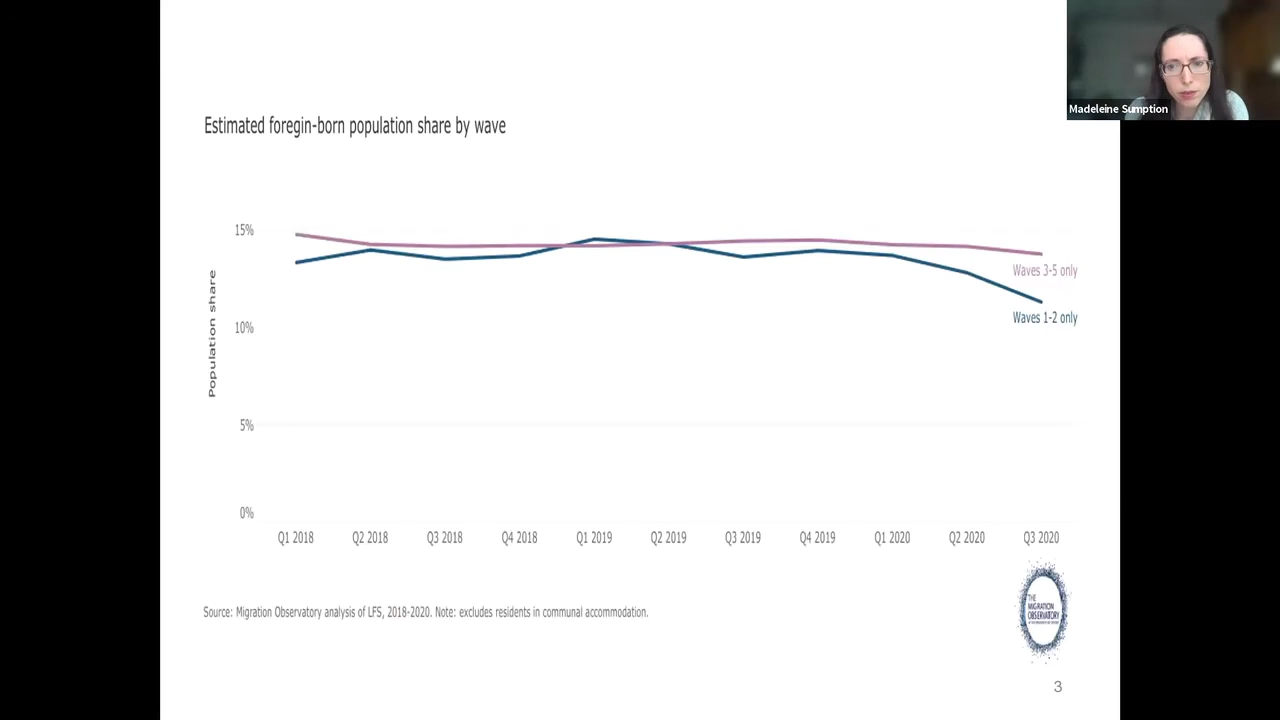 Madeleine Sumption
Estimated foregin-born population share by wave
Population share
15%
10%
5%
0%
Waves 3-5 only
Waves 1-2 only
Q1 2018
Q2 2018
Q3 2018
Q4 2018
Q1 2019
Q2 2019
Q3 2019
Q4 2019
Q1 2020
Q2 2020
Q3 2020
Source: Migration Observatory analysis of LFS, 2018-2020. Note: excludes residents in communal accommodation.
THE
MIGRATION
OBSERVATORY
3